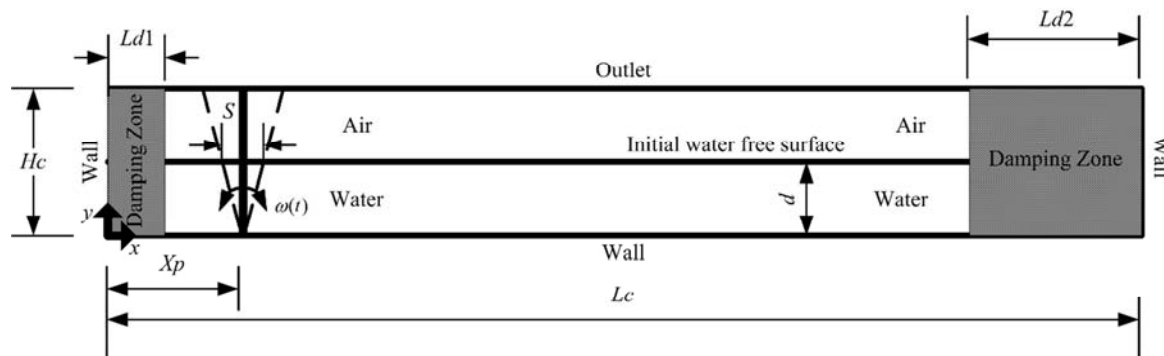 Ld1
Ld2
Outlet
S
Air
Air
Hc
Wall
Damping Zone
Initial water free surface
Damping Zone
Wall
y
ω(t)
Water
d
Water
x
Wall
Xp
Lc